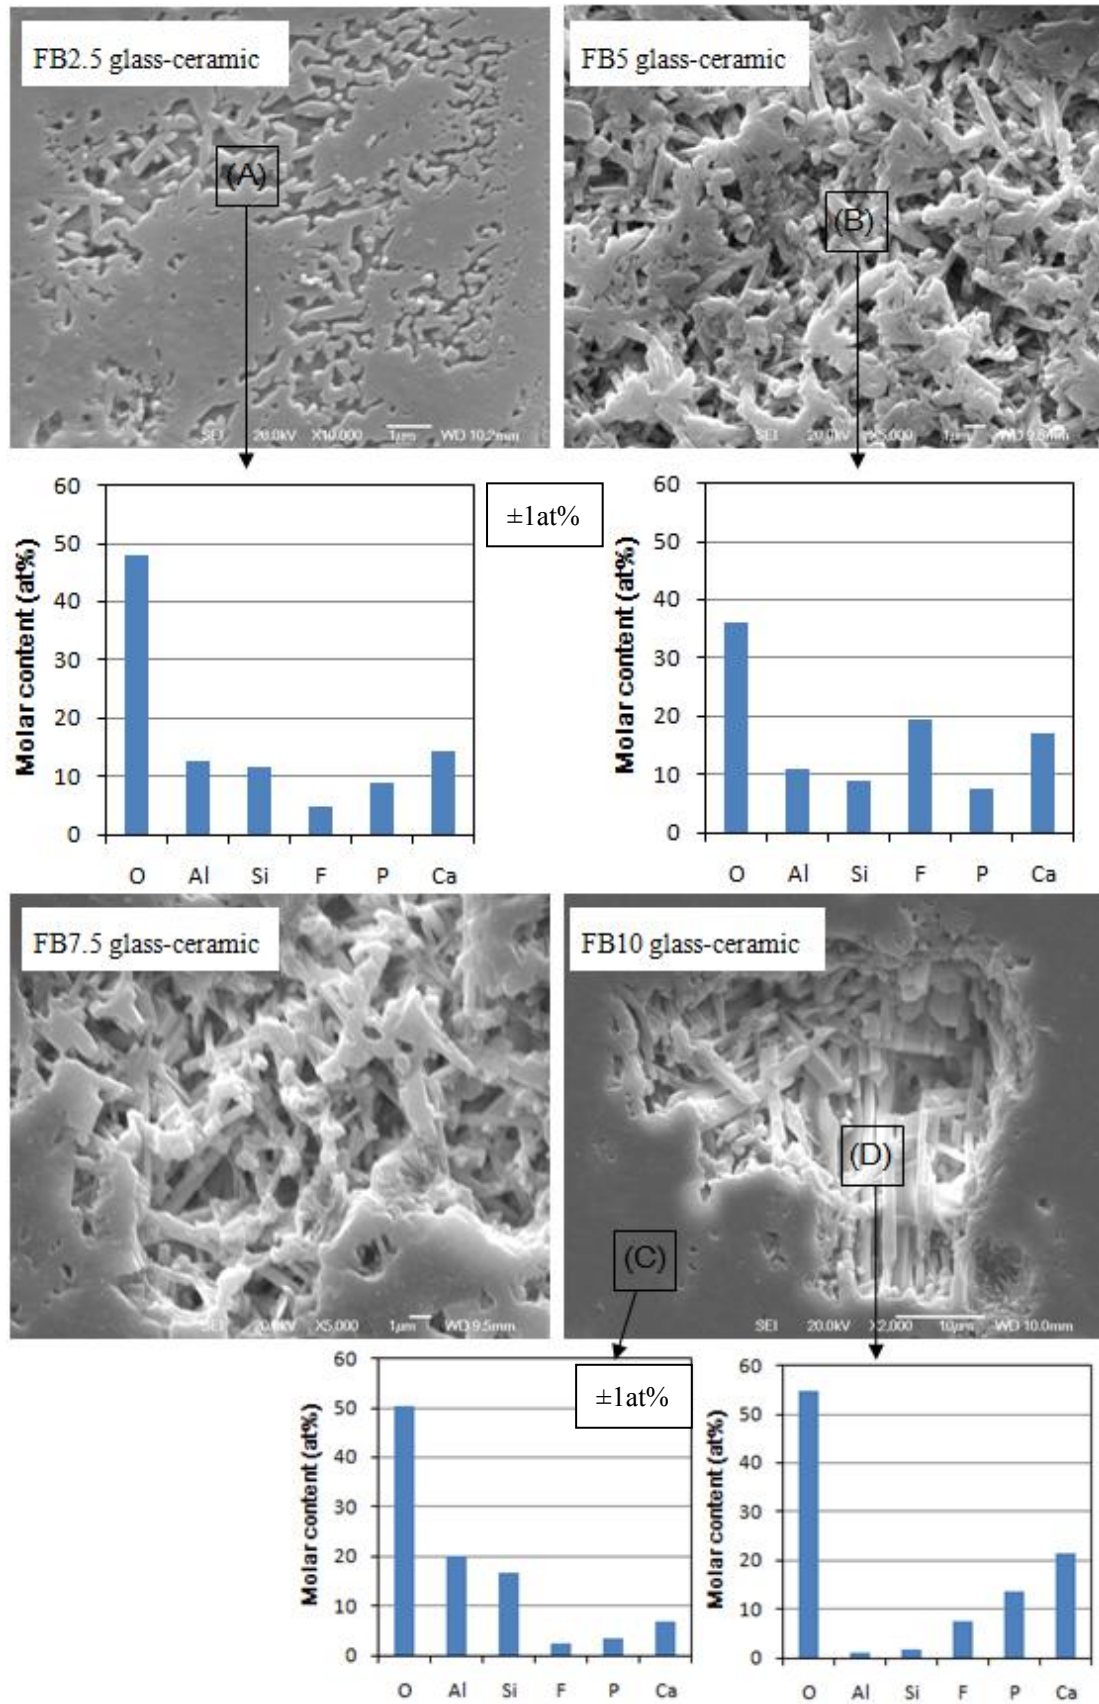 FB2.5 glass-ceramic
FB5 glass-ceramic
(A)
(B)
SEI 20.0kV X10,000 1μm WD 10.2mm
SEI 20.0kV X5,000 1μm WD 9.8mm
±1at%
Molar content (at%)
60
50
40
30
20
10
0
O Al Si F P Ca
Molar content (at%)
60
50
40
30
20
10
0
O Al Si F P Ca
FB7.5 glass-ceramic
FB10 glass-ceramic
(D)
(C)
SEI 20.0kV X5,000 1μm WD 9.5mm
SEI 20.0kV X2,000 10μm WD 10.0mm
±1at%
Molar content (at%)
60
50
40
30
20
10
0
O Al Si F P Ca
Molar content (at%)
60
50
40
30
20
10
0
O Al Si F P Ca